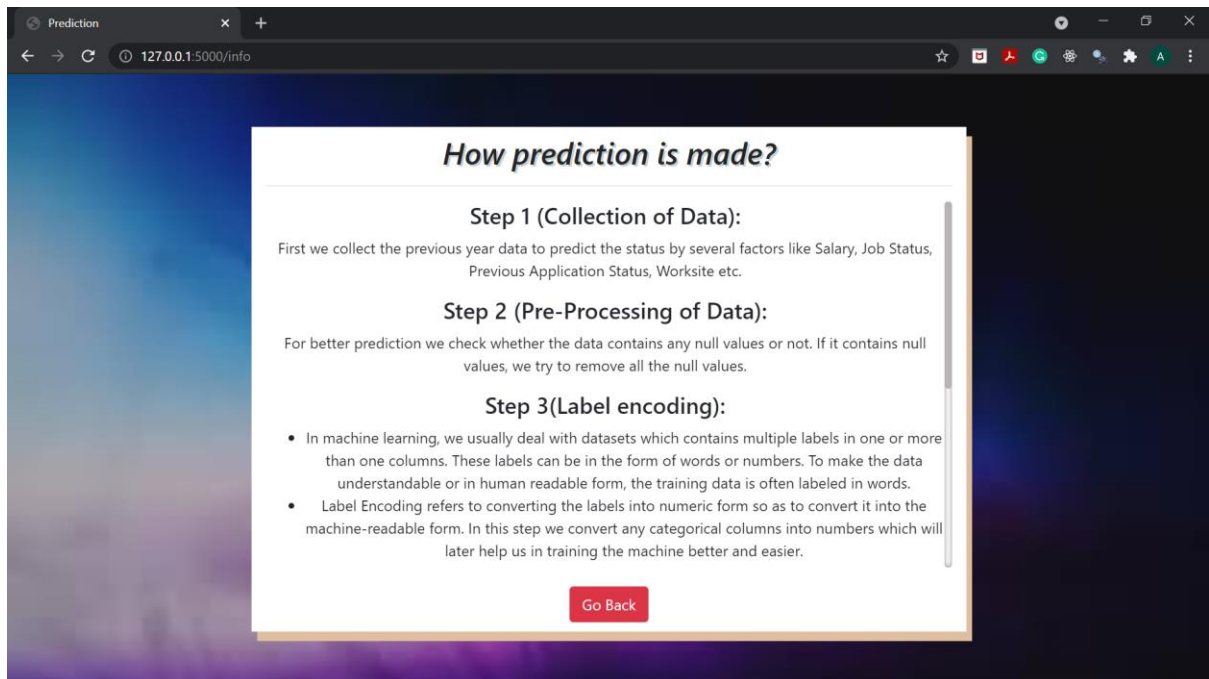 Prediction
127.0.0.1:5000/info
A
How prediction is made?
Step 1 (Collection of Data):
First we collect the previous year data to predict the status by several factors like Salary, Job Status,
Previous Application Status, Worksite etc.
Step 2 (Pre-Processing of Data):
For better prediction we check whether the data contains any null values or not. If it contains null
values, we try to remove all the null values.
Step 3(Label encoding):
• In machine learning, we usually deal with datasets which contains multiple labels in one or more
than one columns. These labels can be in the form of words or numbers. To make the data
understandable or in human readable form, the training data is often labeled in words.
• Label Encoding refers to converting the labels into numeric form so as to convert it into the
machine-readable form. In this step we convert any categorical columns into numbers which will
later help us in training the machine better and easier.
Go Back